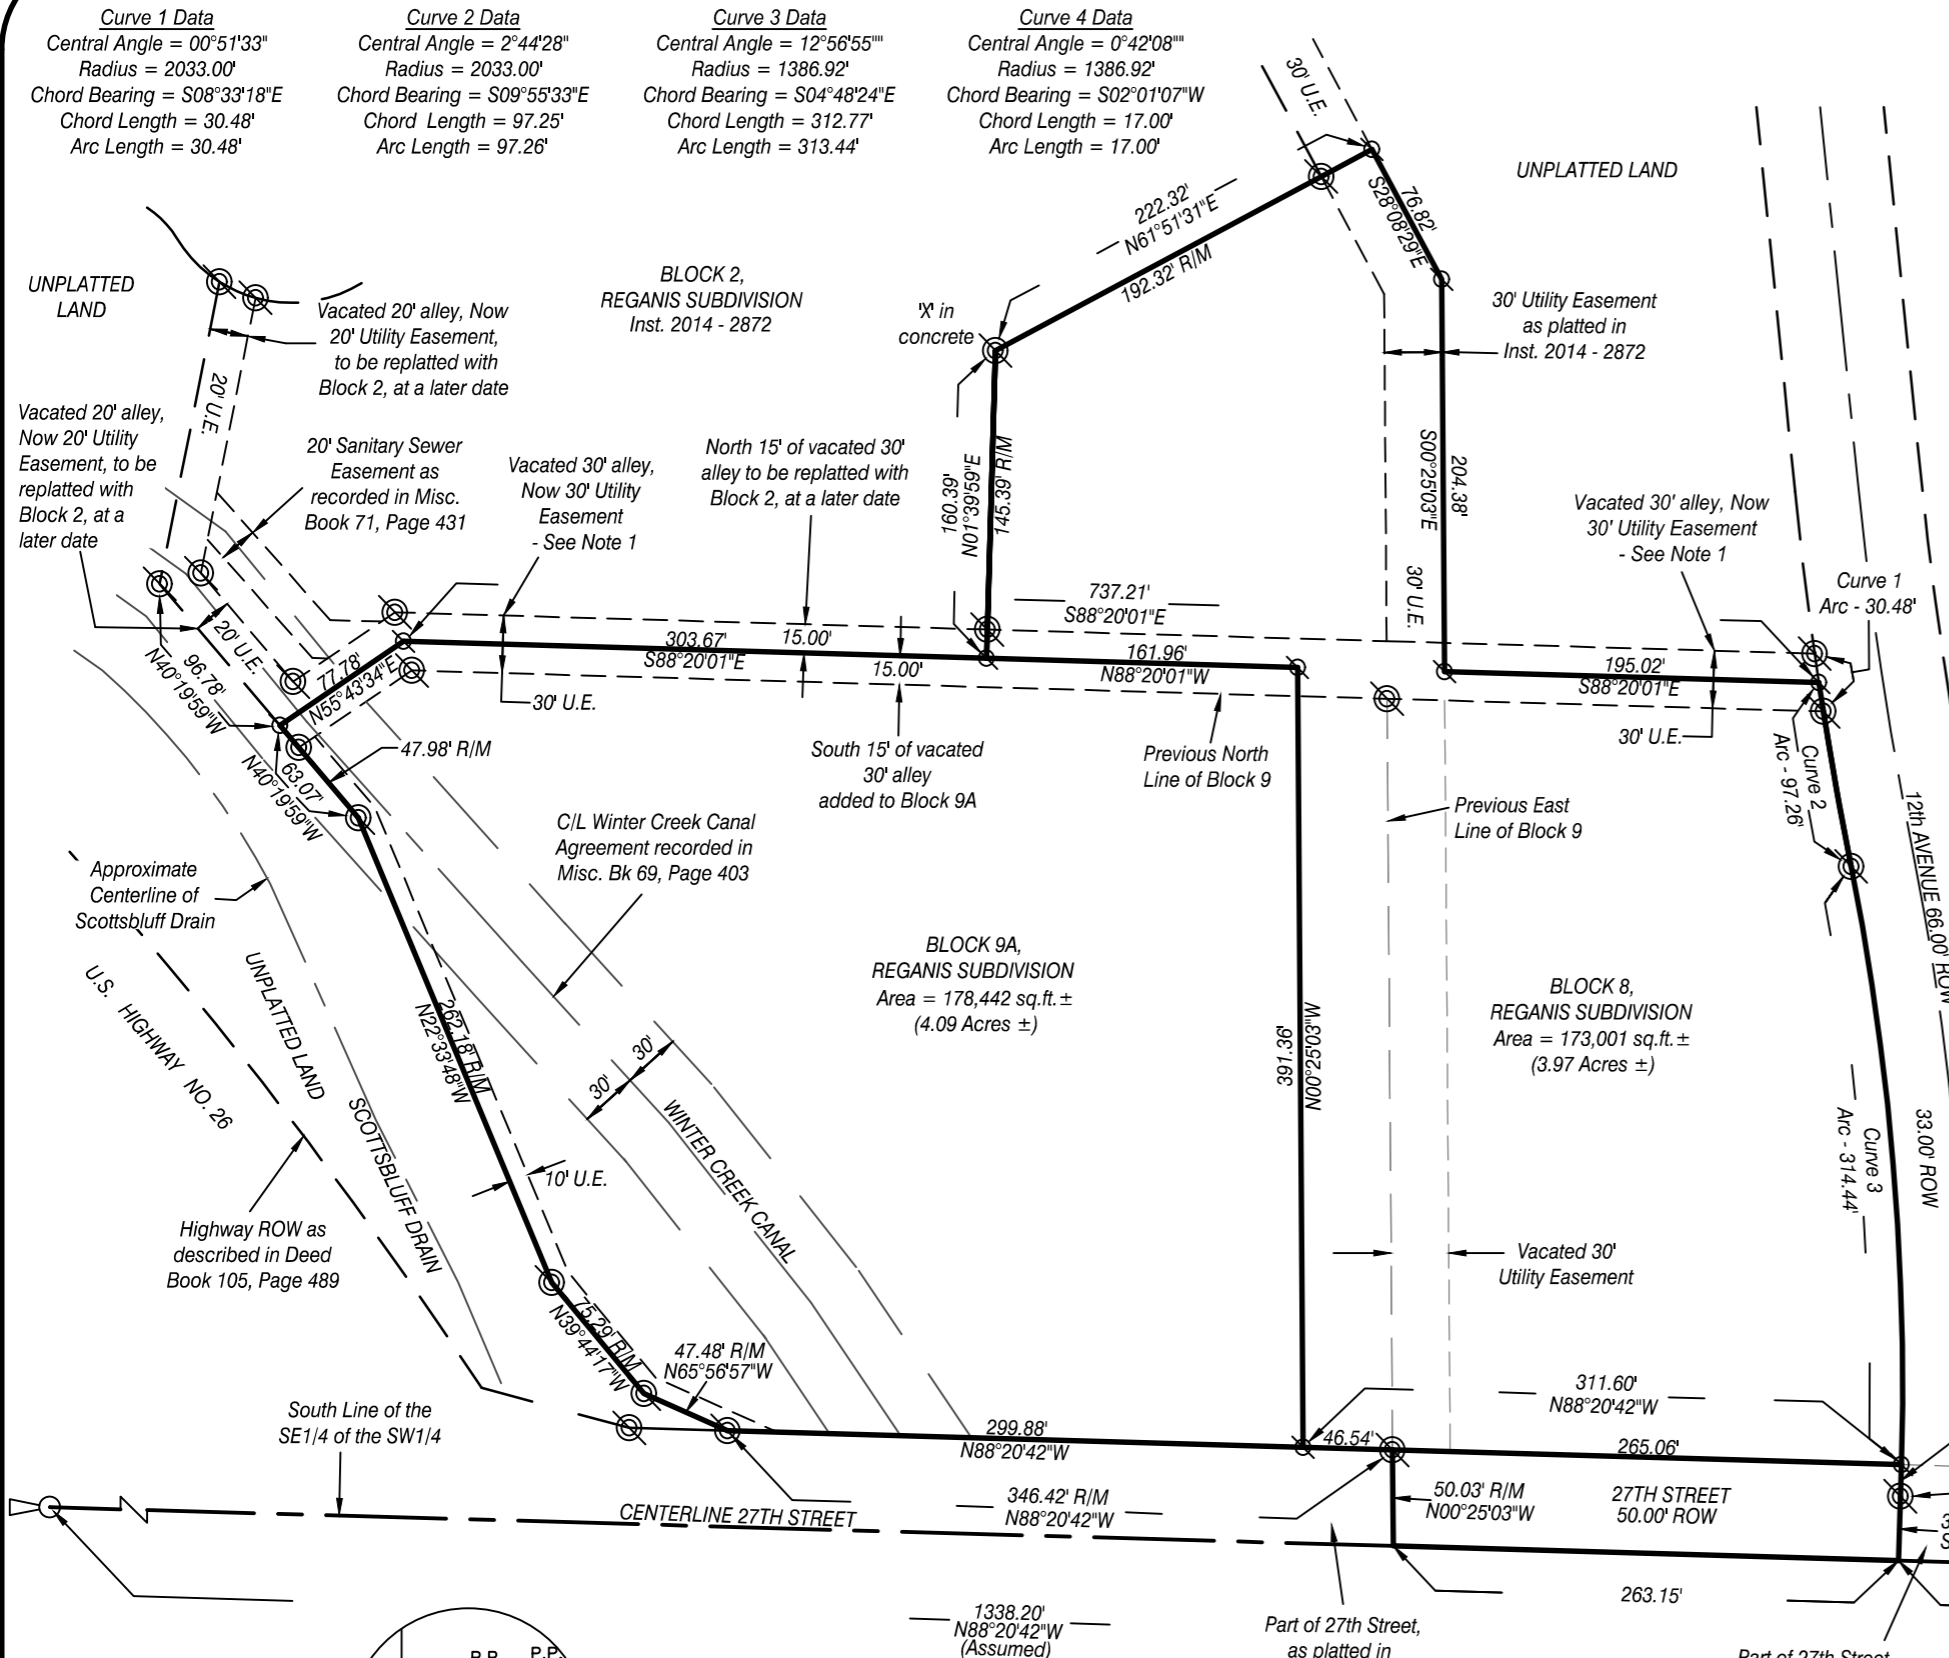 Curve 1 Data
Central Angle = 00°51'33"
Radius = 2033.00'
Chord Bearing = S08°33'18"E
Chord Length = 30.48'
Arc Length = 30.48'
Curve 2 Data
Central Angle = 2°44'28"
Radius = 2033.00'
Chord Bearing = S09°55'33"E
Chord Length = 97.25'
Arc Length = 97.26'
Curve 3 Data
Central Angle = 12°56'55""
Radius = 1386.92'
Chord Bearing = S04°48'24"E
Chord Length = 312.77'
Arc Length = 313.44'
Curve 4 Data
Central Angle = 0°42'08""
Radius = 1386.92'
Chord Bearing = S02°01'07"W
Chord Length = 17.00'
Arc Length = 17.00'
30' U.E.
UNPLATTED LAND
222.32'
N61°51'31"E
192.32' R/M
76.82'
S28°08'29"E
UNPLATTED
LAND
BLOCK 2,
REGANIS SUBDIVISION
Inst. 2014 - 2872
'X' in
concrete
30' Utility Easement
as platted in
Inst. 2014 - 2872
Vacated 20' alley, Now
20' Utility Easement,
to be replatted with
Block 2, at a later date
20' U.E.
Vacated 20' alley,
Now 20' Utility
Easement, to be
replatted with
Block 2, at a
later date
20' Sanitary Sewer
Easement as
recorded in Misc.
Book 71, Page 431
Vacated 30' alley,
Now 30' Utility
Easement
- See Note 1
North 15' of vacated 30'
alley to be replatted with
Block 2, at a later date
160.39'
N01°39'59"E
145.39' R/M
S00°25'03"E
204.38'
30' U.E.
Vacated 30' alley, Now
30' Utility Easement
- See Note 1
Curve 1
Arc - 30.48'
737.21'
S88°20'01"E
303.67'
S88°20'01"E
15.00'
15.00'
161.96'
N88°20'01"W
195.02'
S88°20'01"E
20' U.E.
96.78'
N40°19'59"W
77.78'
N55°43'34"E
30' U.E.
47.98' R/M
63.07'
N40°19'59"W
South 15' of vacated
30' alley
added to Block 9A
Previous North
Line of Block 9
30' U.E.
Curve 2
Arc - 97.26'
Previous East
Line of Block 9
12th AVENUE 66.00' ROW
C/L Winter Creek Canal
Agreement recorded in
Misc. Bk 69, Page 403
Approximate
Centerline of
Scottsbluff Drain
U.S. HIGHWAY NO. 26
UNPLATTED LAND
SCOTTSBLUFF DRAIN
262.18' R/M
N22°33'48"W
BLOCK 9A,
REGANIS SUBDIVISION
Area = 178,442 sq.ft.±
(4.09 Acres ±)
BLOCK 8,
REGANIS SUBDIVISION
Area = 173,001 sq.ft.±
(3.97 Acres ±)
391.36'
N00°25'03"W
30'
30'
WINTER CREEK CANAL
Curve 3
Arc - 314.44'
33.00' ROW
10' U.E.
Highway ROW as
described in Deed
Book 105, Page 489
Vacated 30'
Utility Easement
75.29' R/M
N39°44'17"W
47.48' R/M
N65°56'57"W
311.60'
N88°20'42"W
South Line of the
SE1/4 of the SW1/4
299.88'
N88°20'42"W
46.54'
265.06'
346.42' R/M
N88°20'42"W
50.03' R/M
N00°25'03"W
27TH STREET
50.00' ROW
CENTERLINE 27TH STREET
263.15'
1338.20'
N88°20'42"W
(Assumed)
Part of 27th Street,
as platted in
Part of 27th Street
P.P.
P.P.